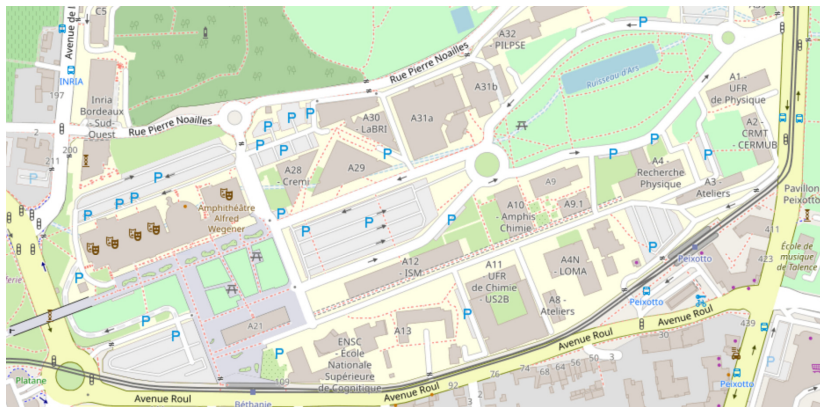 C5
Avenue de l
INRIA
197
Inria
Bordeaux
-Sud-
Ouest
2
200
211
P
Rue Pierre Noailles
Rue Pierre Noailles
A32 -
PILPSE
A31b
A31a
A30
- LaBRI
A29
A28
- Cremi
Ruisseau d'Ars
A1 -
UFR
de Physique
A2 -
CRMT
- CERMUB
A4 -
Recherche
Physique
A3 -
Ateliers
A9
A9.1
A10
- Amphis
Chimie
Amphithéâtre
Alfred
Wegener
A12
- ISM
A11
- UFR
de Chimie
- US2B
A4N
- LOMA
A8 -
Ateliers
A13
A21
ENSC -
École
Nationale
Supérieure
de Cognitique
Pavillon
Peixotto
411
423
École de
musique
de Talence
439
Peixotto
Peixotto
Peixotto
Avenue Roul
Avenue Roul
Avenue Roul
Avenue Roul
Platane
Béthanie
109
92
76
74
68
64
56
50
3
3
2
30